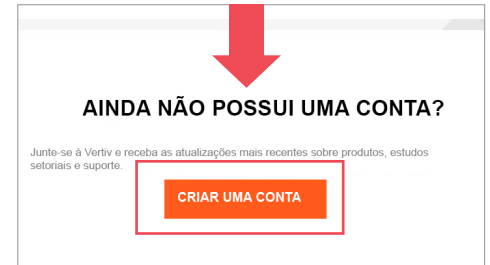 AINDA NÃO POSSUI UMA CONTA?
Junte-se à Vertiv e receba as atualizações mais recentes sobre produtos, estudos
setoriais e suporte.
CRIAR UMA CONTA